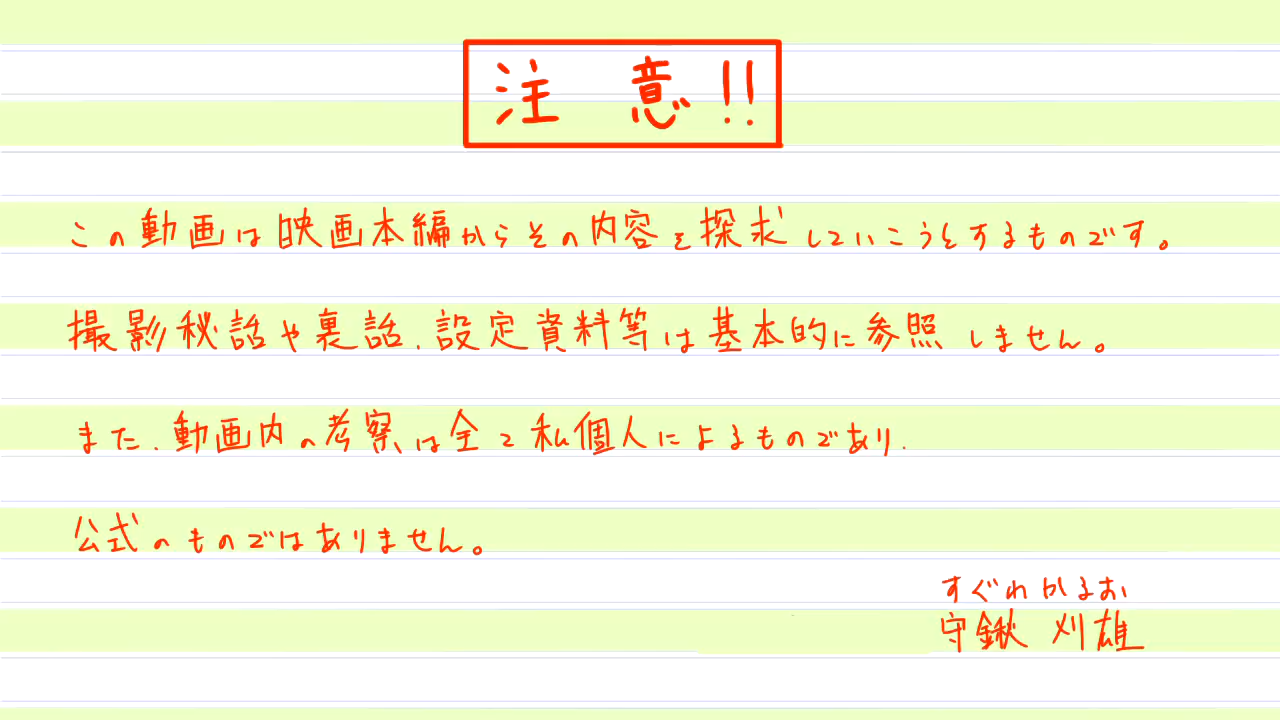 注 意!!
この動画は映画本編からその内容を探求していこうとするものです。
撮影秘話や裏話、設定資料等は基本的に参照しません。
また、動画内の考察は全て私個人によるものであり、
公式のものではありません。
すぐわかるお
守鍬 刈雄